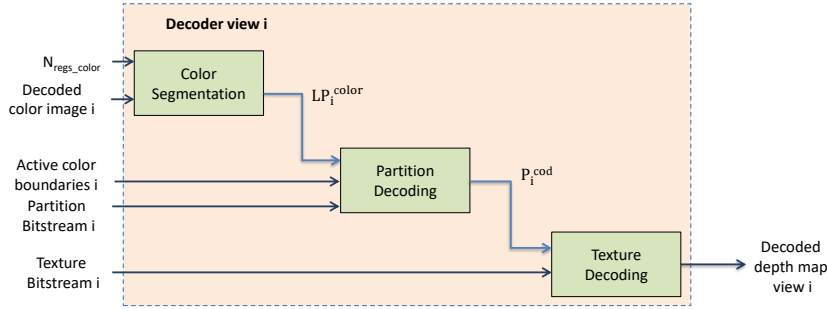 Decoder view i
N_regs_color
Decoded
color image i
Color
Segmentation
LP_i^color
Active color
boundaries i
Partition
Bitstream i
Partition
Decoding
P_i^cod
Texture
Bitstream i
Texture
Decoding
Decoded
depth map
view i